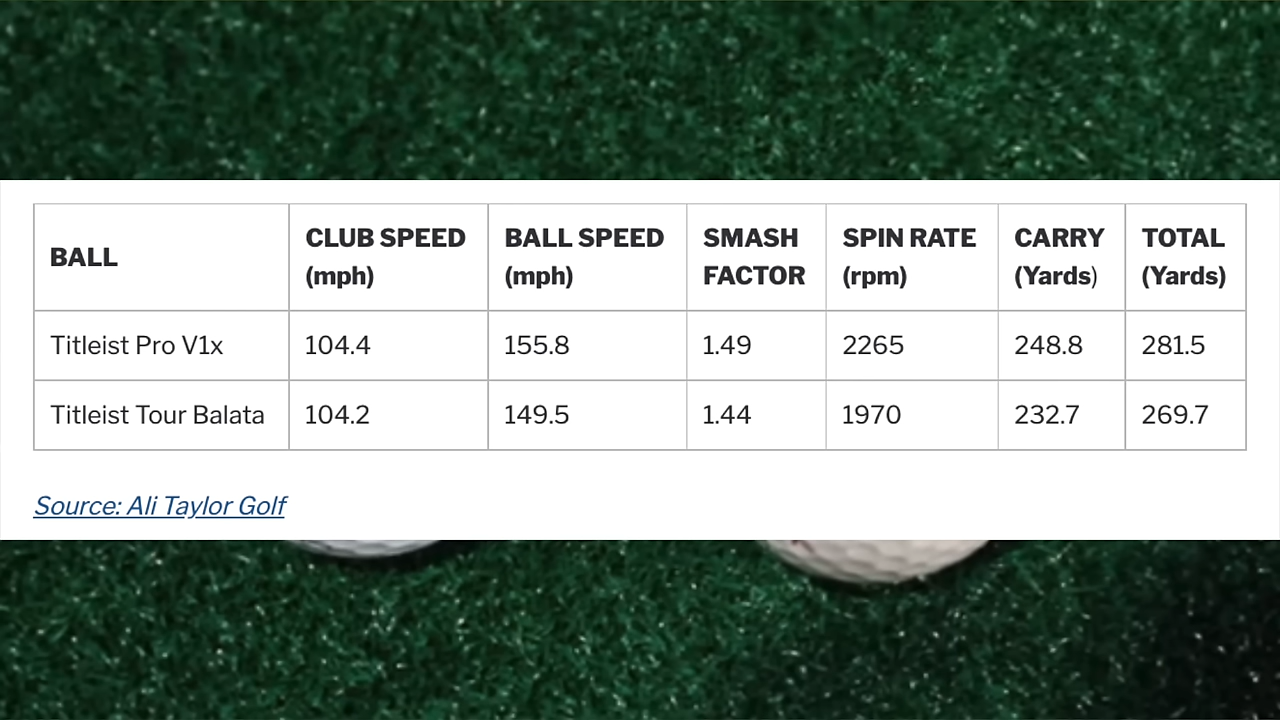 BALL CLUB SPEED (mph) BALL SPEED (mph) SMASH FACTOR SPIN RATE (rpm) CARRY (Yards) TOTAL (Yards)
Titleist Pro V1x 104.4 155.8 1.49 2265 248.8 281.5
Titleist Tour Balata 104.2 149.5 1.44 1970 232.7 269.7
Source: Ali Taylor Golf